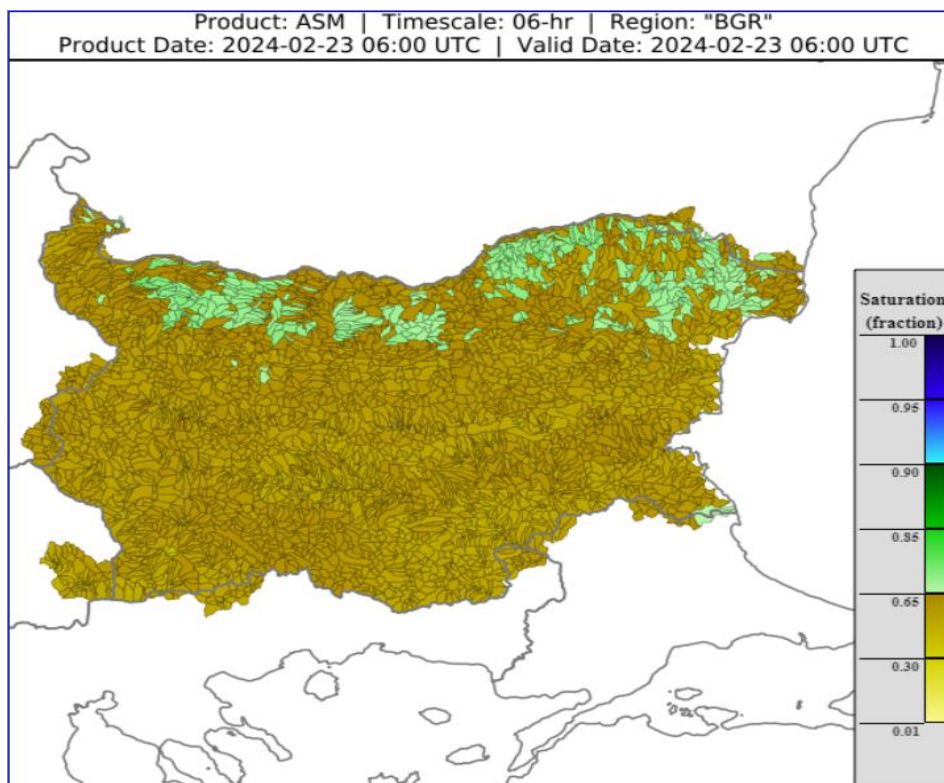 Product: ASM | Timescale: 06-hr | Region: "BGR"
Product Date: 2024-02-23 06:00 UTC | Valid Date: 2024-02-23 06:00 UTC
Saturation
(fraction)
1.00
0.95
0.90
0.85
0.65
0.30
0.01